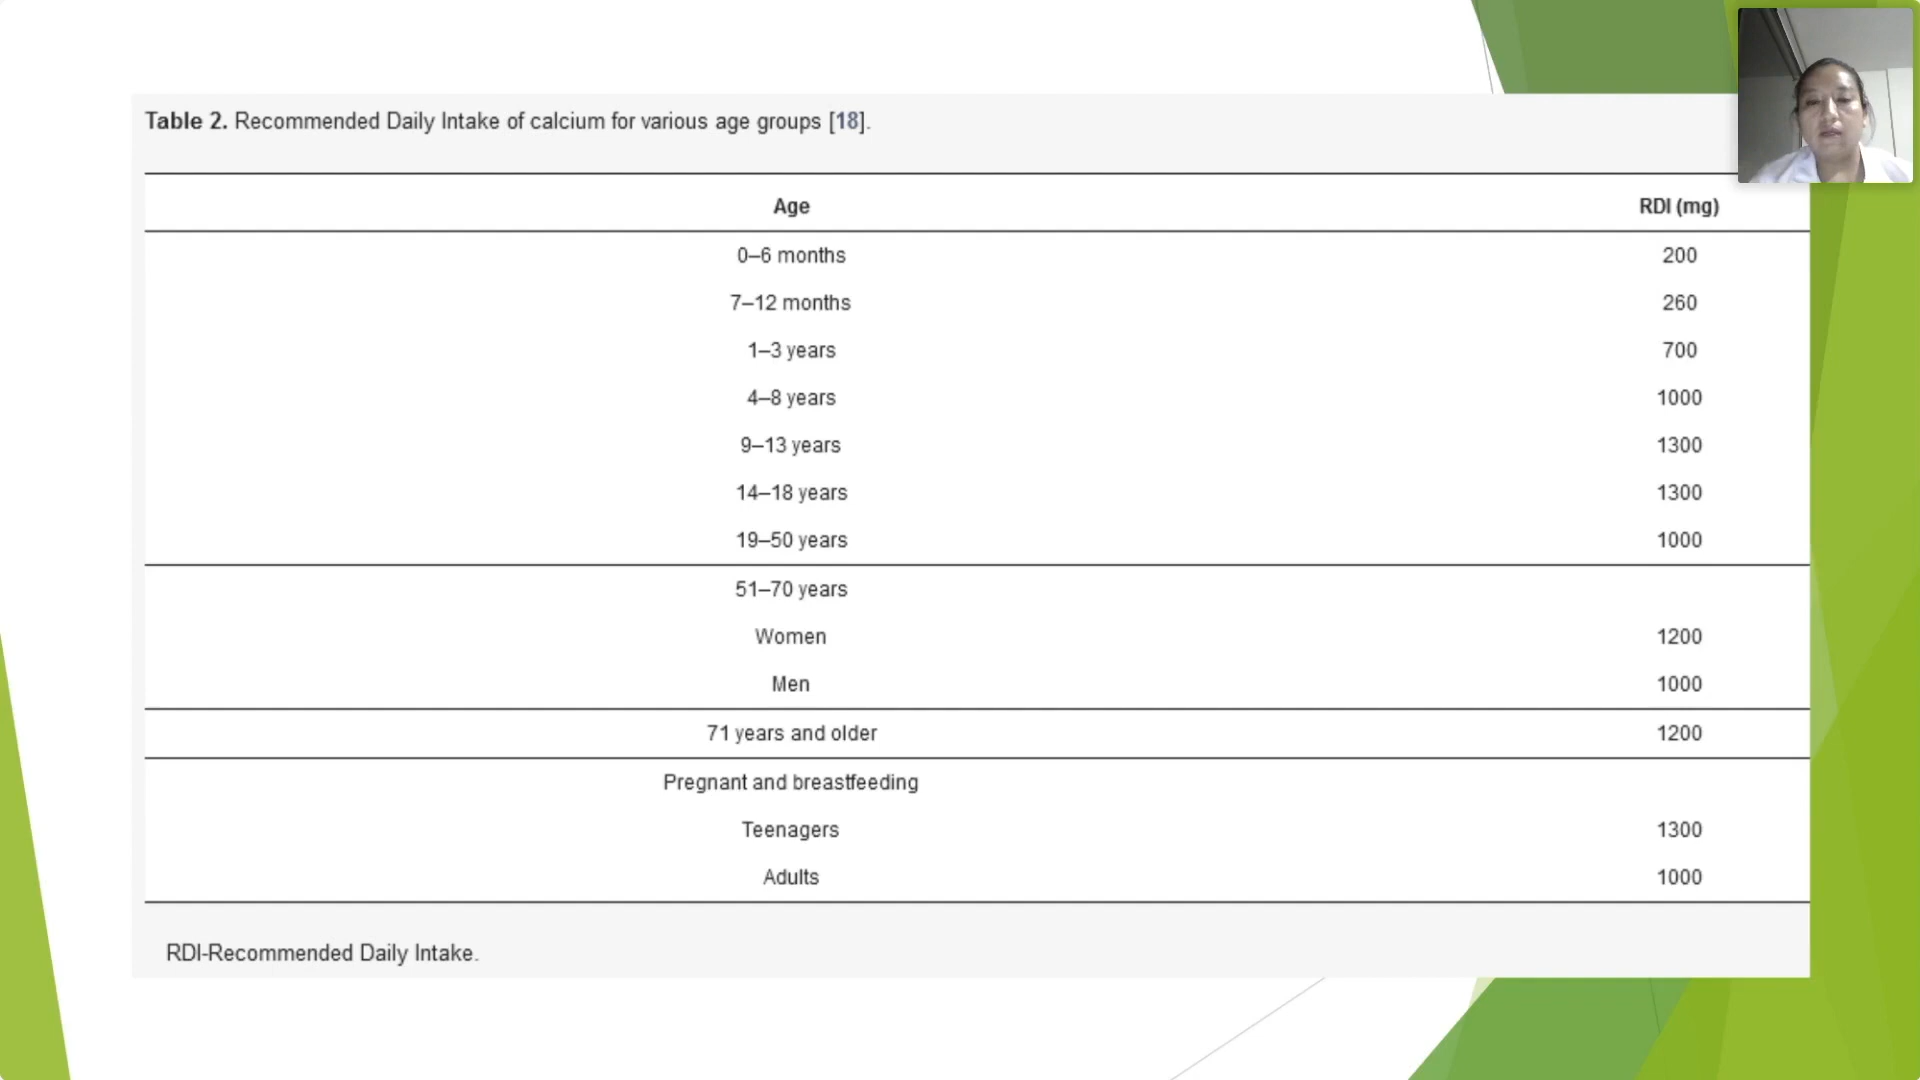 Table 2. Recommended Daily Intake of calcium for various age groups [18].
Age RDI (mg)
0–6 months 200
7–12 months 260
1–3 years 700
4–8 years 1000
9–13 years 1300
14–18 years 1300
19–50 years 1000
51–70 years
Women 1200
Men 1000
71 years and older 1200
Pregnant and breastfeeding
Teenagers 1300
Adults 1000
RDI-Recommended Daily Intake.